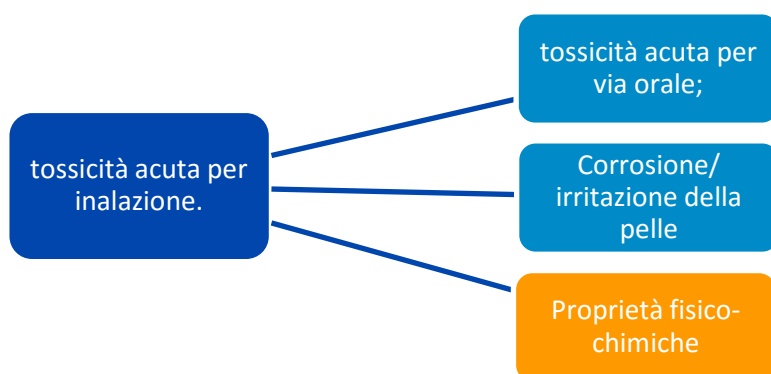 tossicità acuta per
inalazione.
tossicità acuta per
via orale;
Corrosione/
irritazione della
pelle
Proprietà fisico-
chimiche